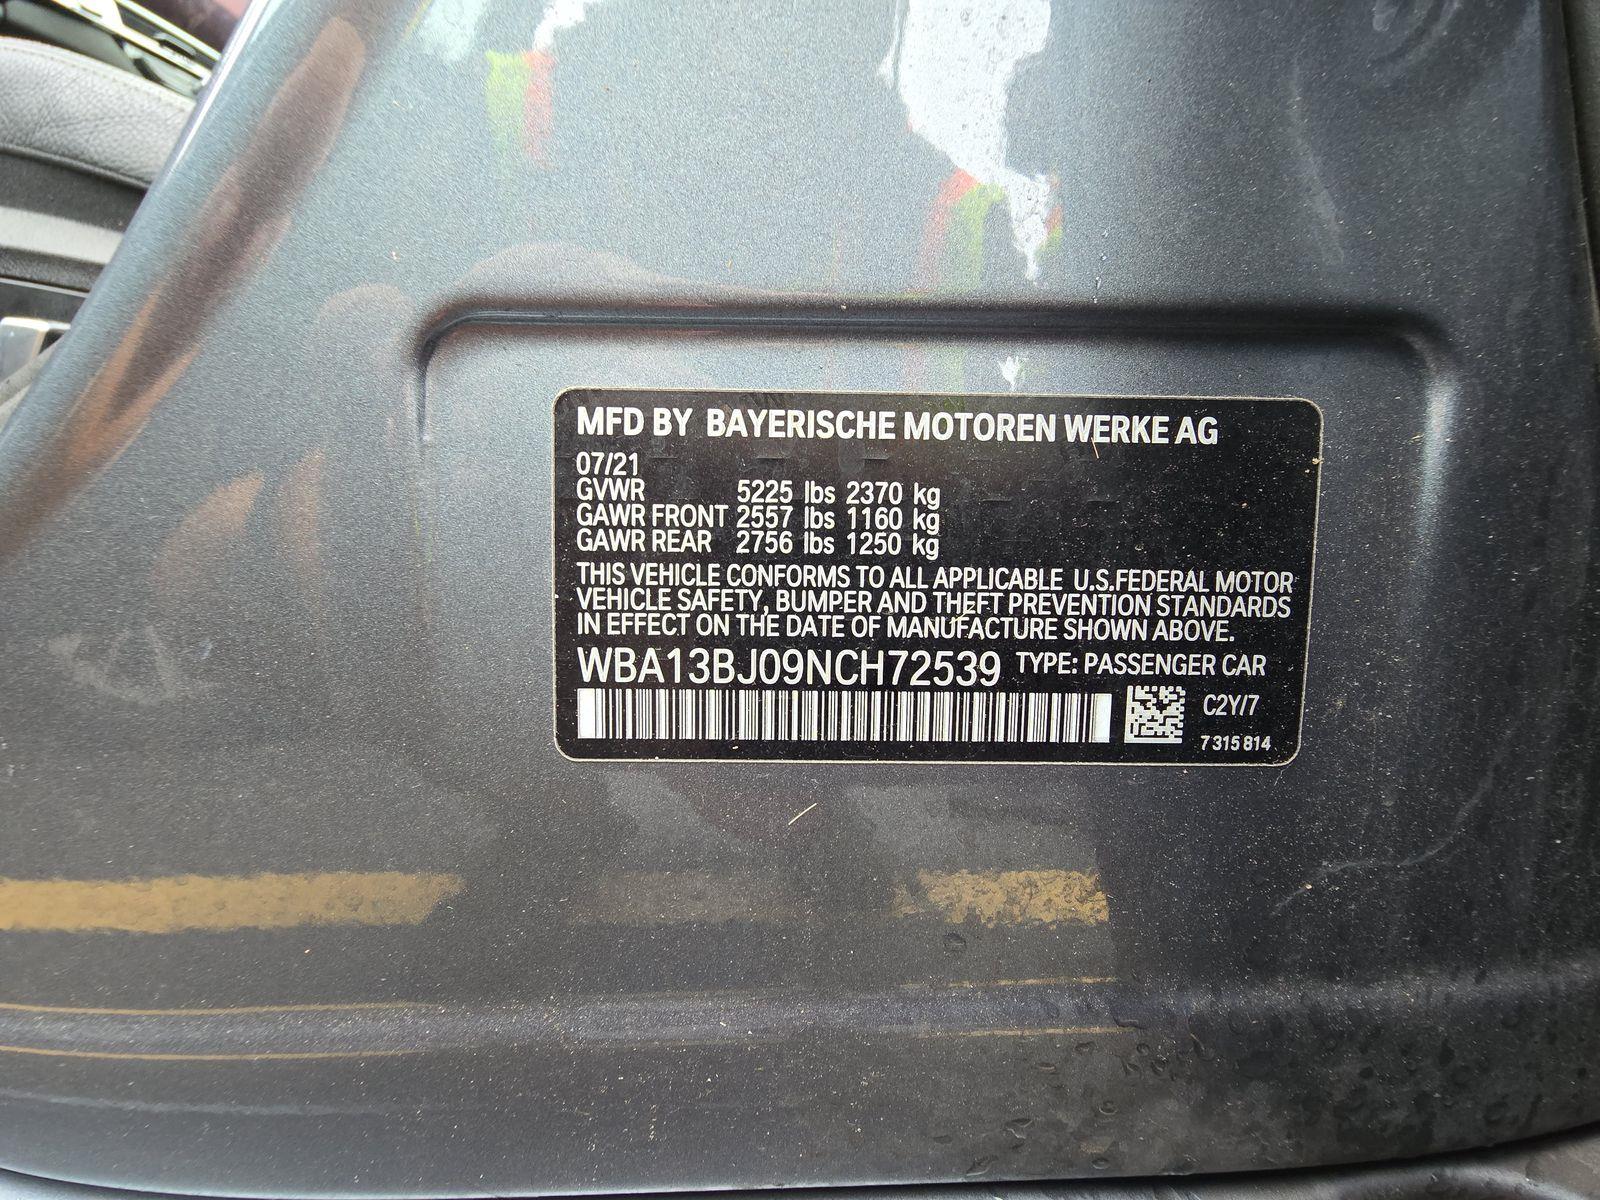 MFD BY BAYERISCHE MOTOREN WERKE AG
07/21
GVWR 5225 lbs 2370 kg
GAWR FRONT 2557 lbs 1160 kg
GAWR REAR 2756 lbs 1250 kg
THIS VEHICLE CONFORMS TO ALL APPLICABLE U.S.FEDERAL MOTOR
VEHICLE SAFETY, BUMPER AND THEFT PREVENTION STANDARDS
IN EFFECT ON THE DATE OF MANUFACTURE SHOWN ABOVE.
WBA13BJ09NCH72539 TYPE: PASSENGER CAR
C2Y/7
7 315 814